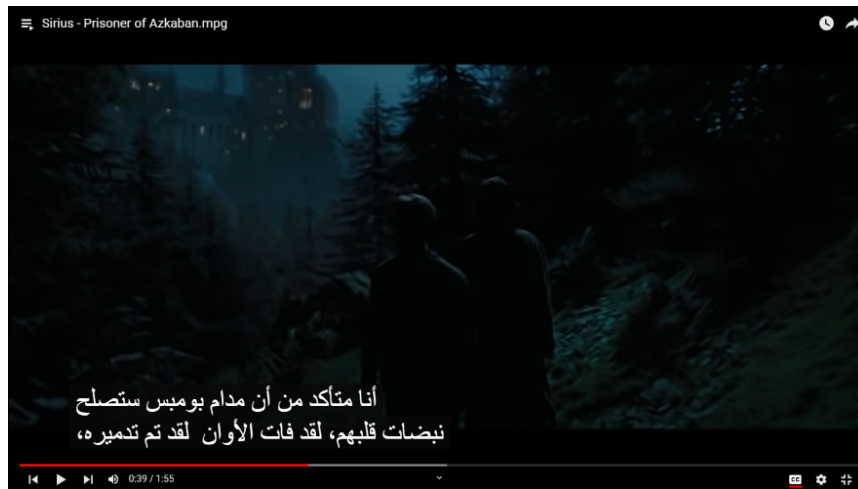 Sirius - Prisoner of Azkaban.mpg
أنا متأكد من أن مدام بومبس ستصلح
نبضات قلبهم، لقد فات الأوان لقد تم تدميره،
0:39 / 1:55
CC